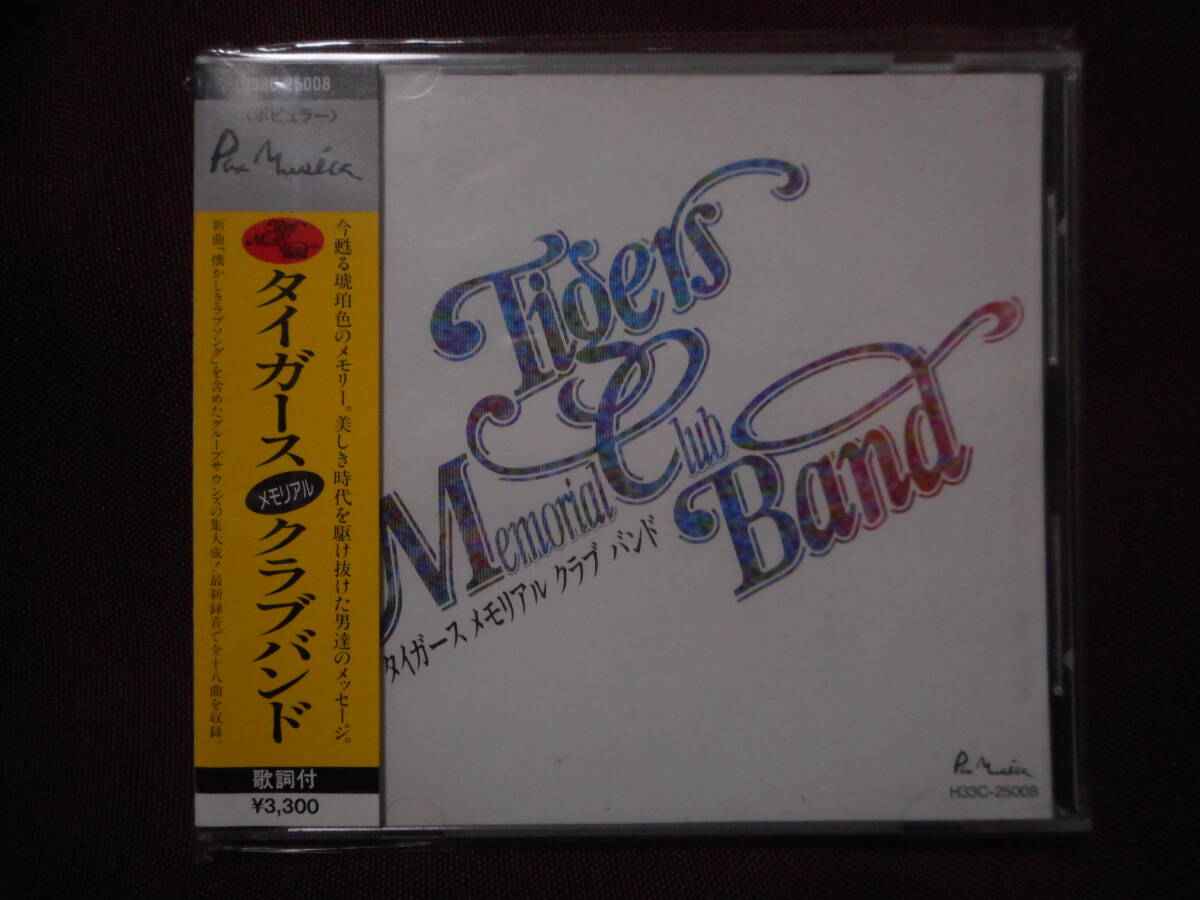 H33C-25008
〈ポピュラー〉
Pax Musica
今甦る琥珀色のメモリー。美しき時代を駆け抜けた男達のメッセージ。
タイガース メモリアル クラブバンド
新曲「懐かしきラブソング」を含めたグループサウンズの集大成！最新録音で全十八曲を収録。
歌詞付
¥3,300
Tigers
Memorial Club
Band
タイガース メモリアル クラブ バンド
Pax Musica
H33C-25008